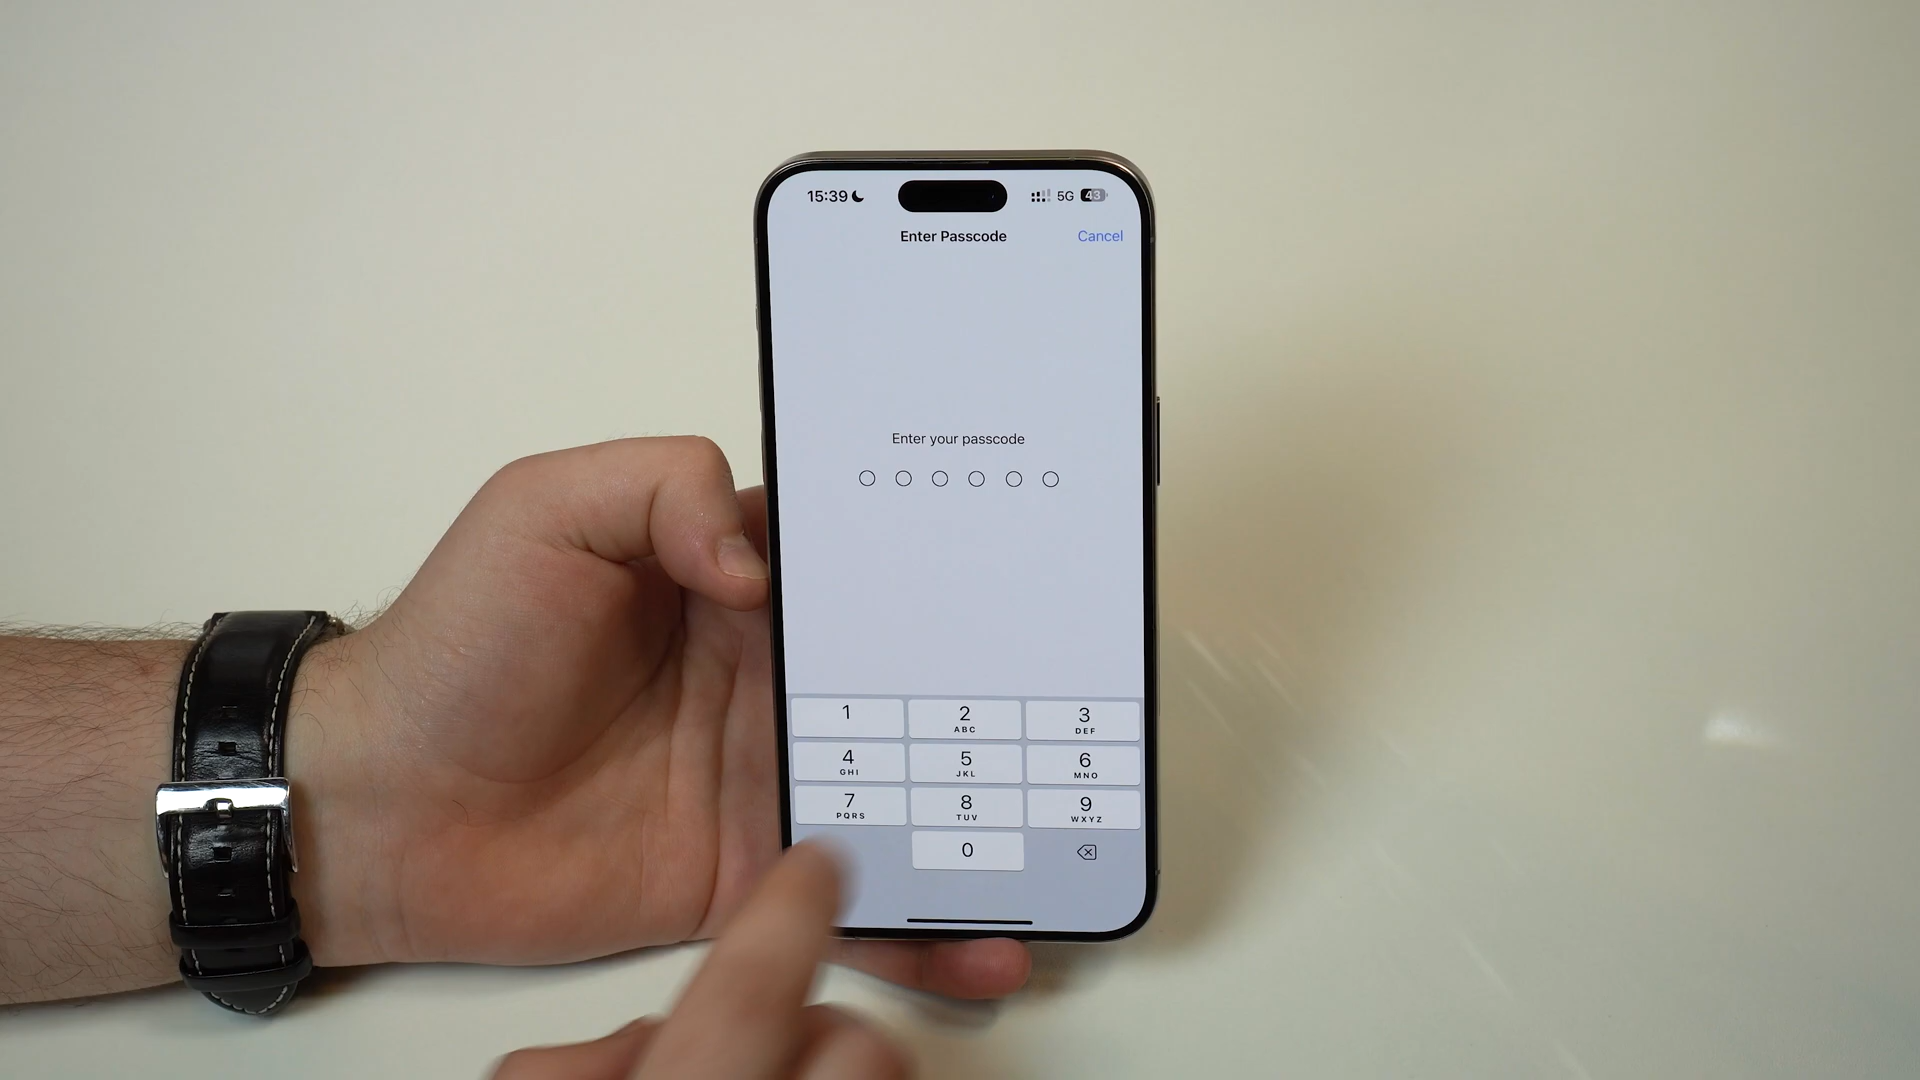 15:39 5G 43
Enter Passcode Cancel
Enter your passcode
1 2 3
ABC DEF
4 5 6
GHI JKL MNO
7 8 9
PQRS TUV WXYZ
0